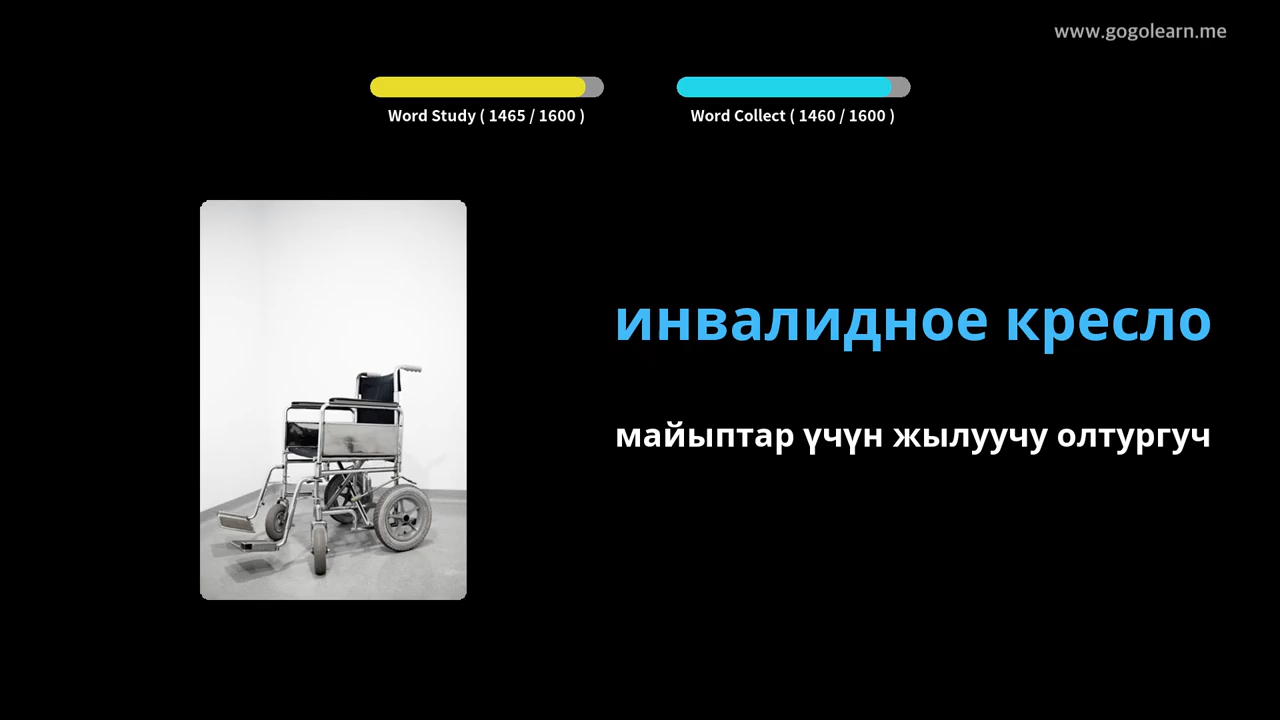 www.gogolearn.me
Word Study ( 1465 / 1600 )
Word Collect ( 1460 / 1600 )
инвалидное кресло
майыптар үчүн жылуучу олтургуч